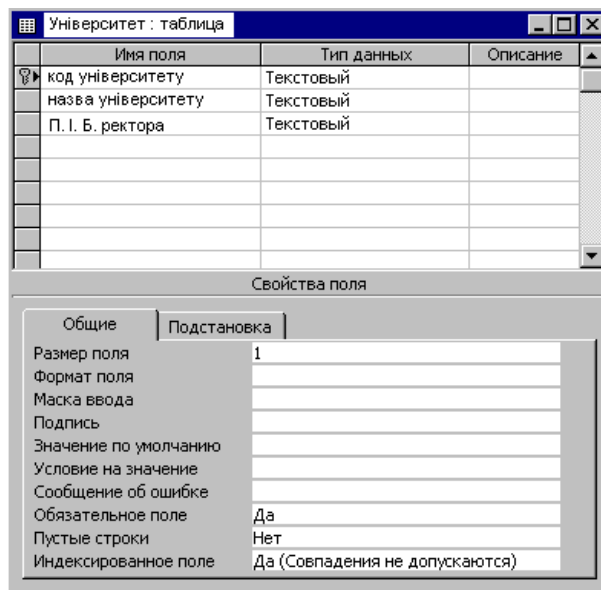 Університет : таблица
Имя поля Тип данных Описание
код університету Текстовый
назва університету Текстовый
П. І. Б. ректора Текстовый
Свойства поля
Общие Подстановка
Размер поля 1
Формат поля
Маска ввода
Подпись
Значение по умолчанию
Условие на значение
Сообщение об ошибке
Обязательное поле Да
Пустые строки Нет
Индексированное поле Да (Совпадения не допускаются)